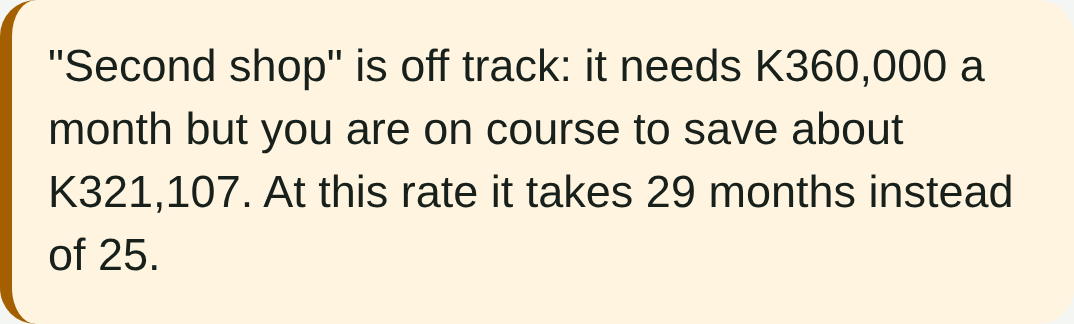 "Second shop" is off track: it needs K360,000 a
month but you are on course to save about
K321,107. At this rate it takes 29 months instead
of 25.